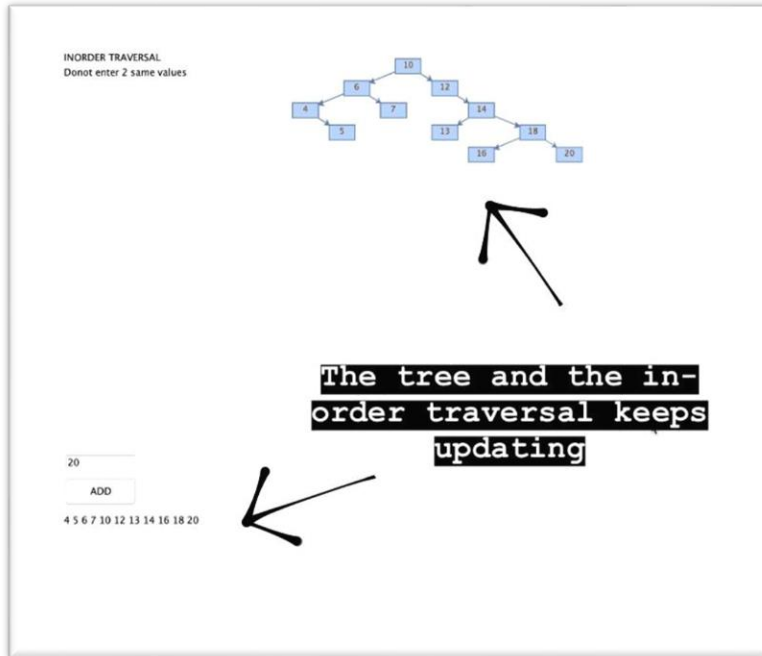 INORDER TRAVERSAL
Donot enter 2 same values
10
6 12
4 7 14
5 13 18
16 20
The tree and the in-
order traversal keeps
updating
20
ADD
4 5 6 7 10 12 13 14 16 18 20